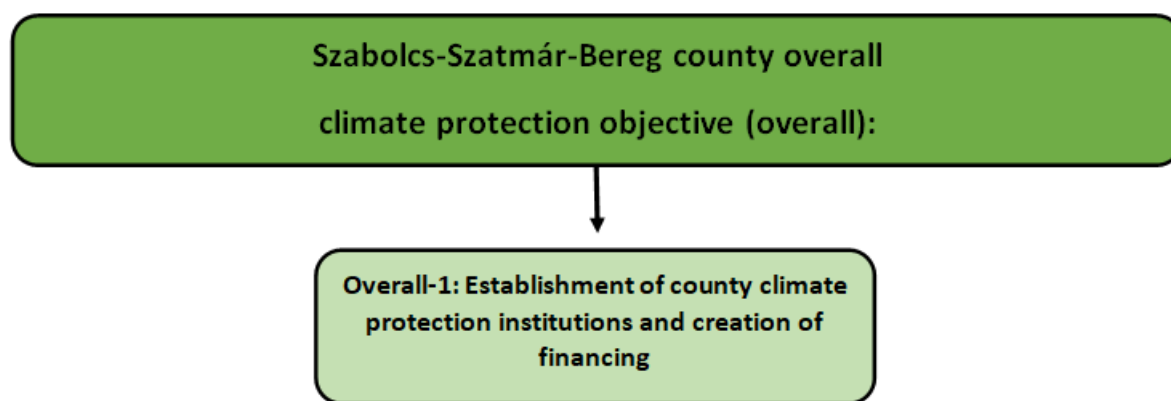 Szabolcs-Szatmár-Bereg county overall
climate protection objective (overall):
Overall-1: Establishment of county climate
protection institutions and creation of
financing